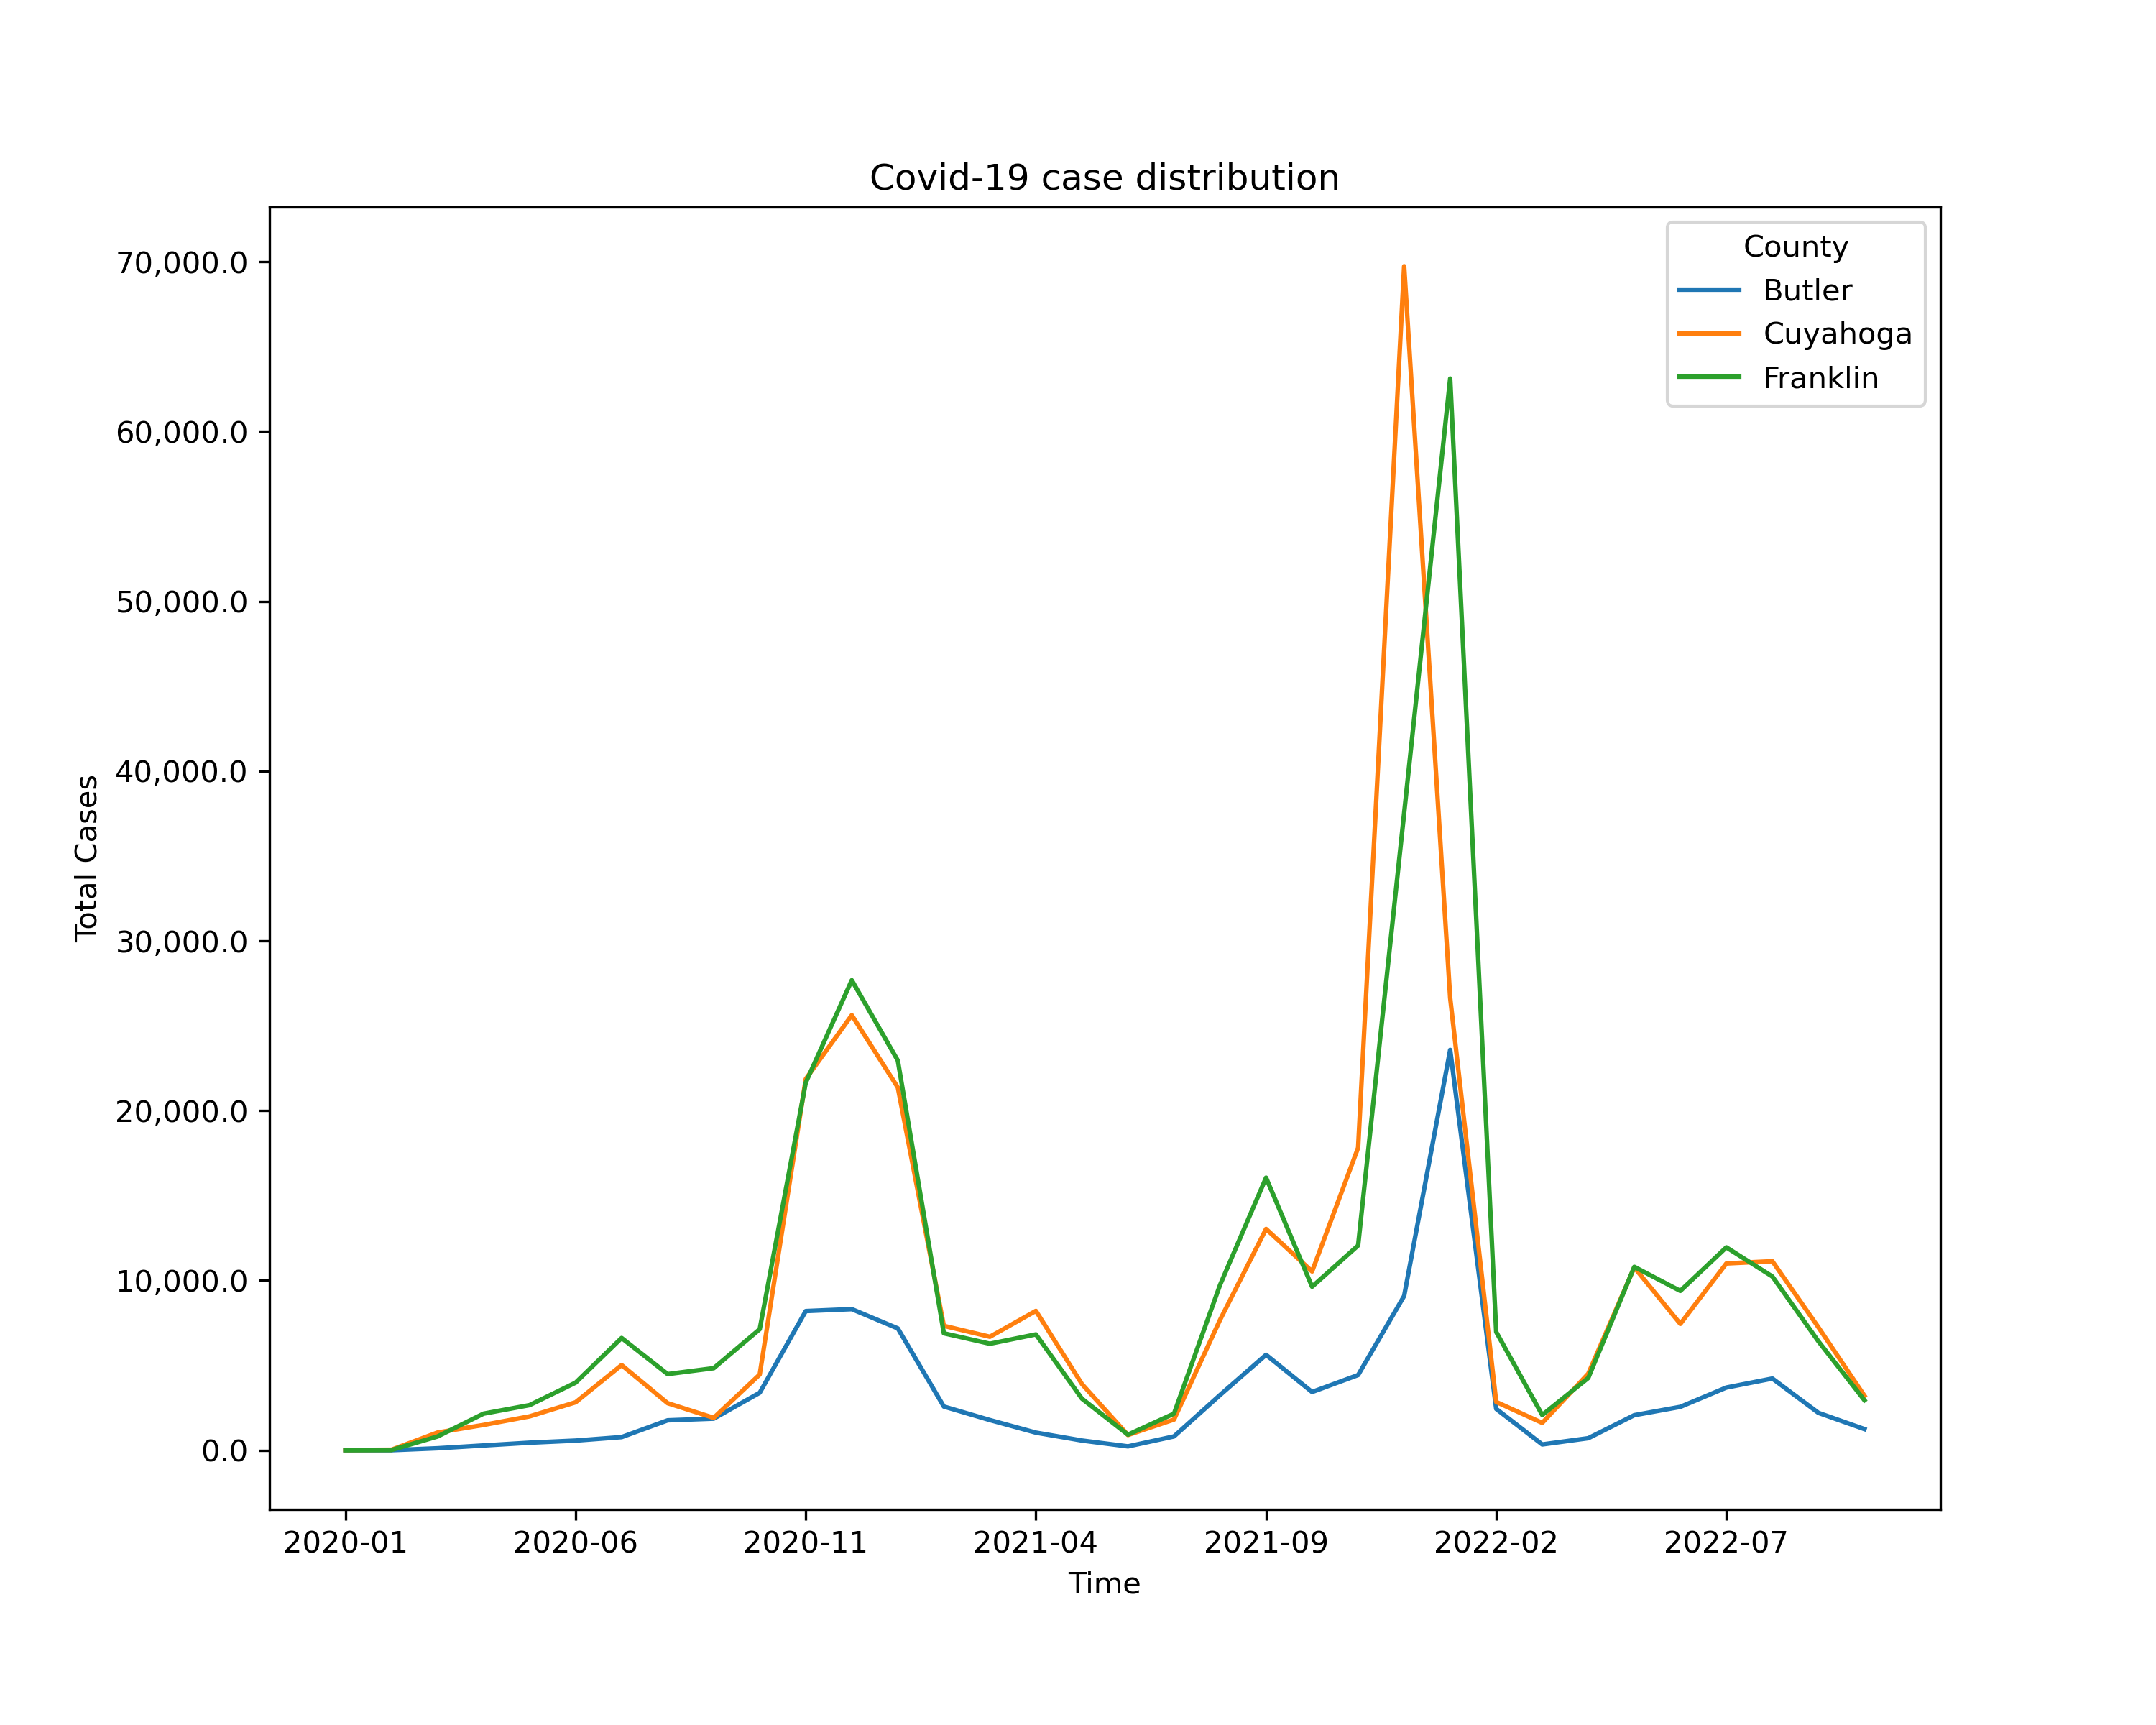 Covid-19 case distribution
County
Butler
Cuyahoga
Franklin
Total Cases
70,000.0
60,000.0
50,000.0
40,000.0
30,000.0
20,000.0
10,000.0
0.0
2020-01 2020-06 2020-11 2021-04 2021-09 2022-02 2022-07
Time